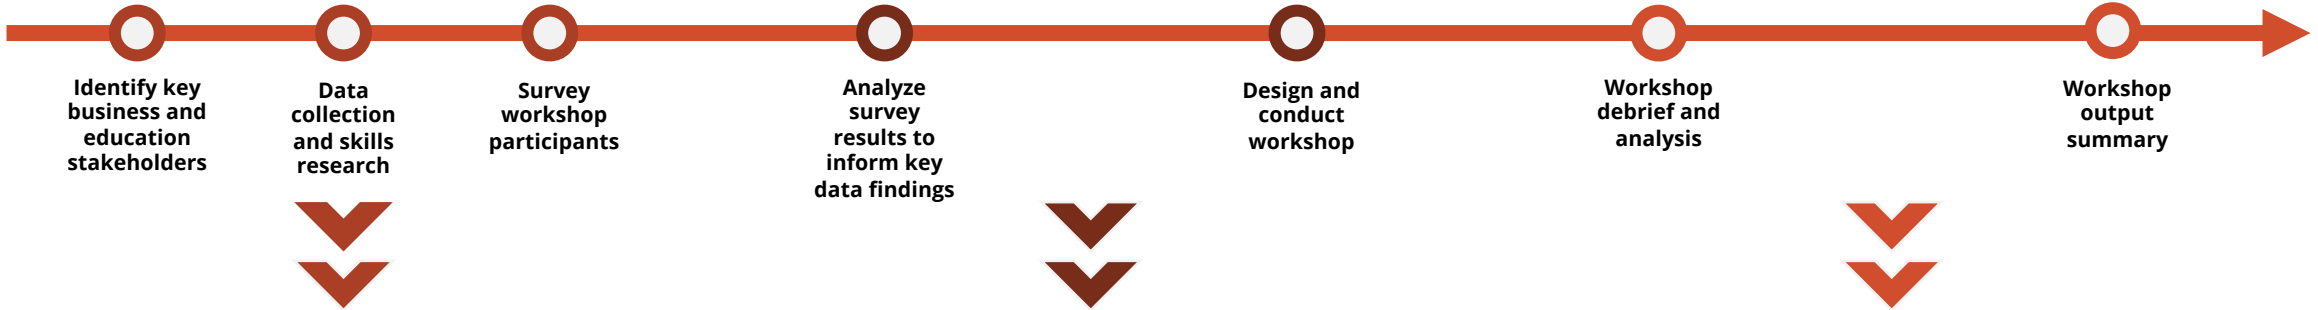 Identify key
business and
education
stakeholders
Data
collection
and skills
research
Survey
workshop
participants
Analyze
survey
results to
inform key
data findings
Design and
conduct
workshop
Workshop
debrief and
analysis
Workshop
output
summary